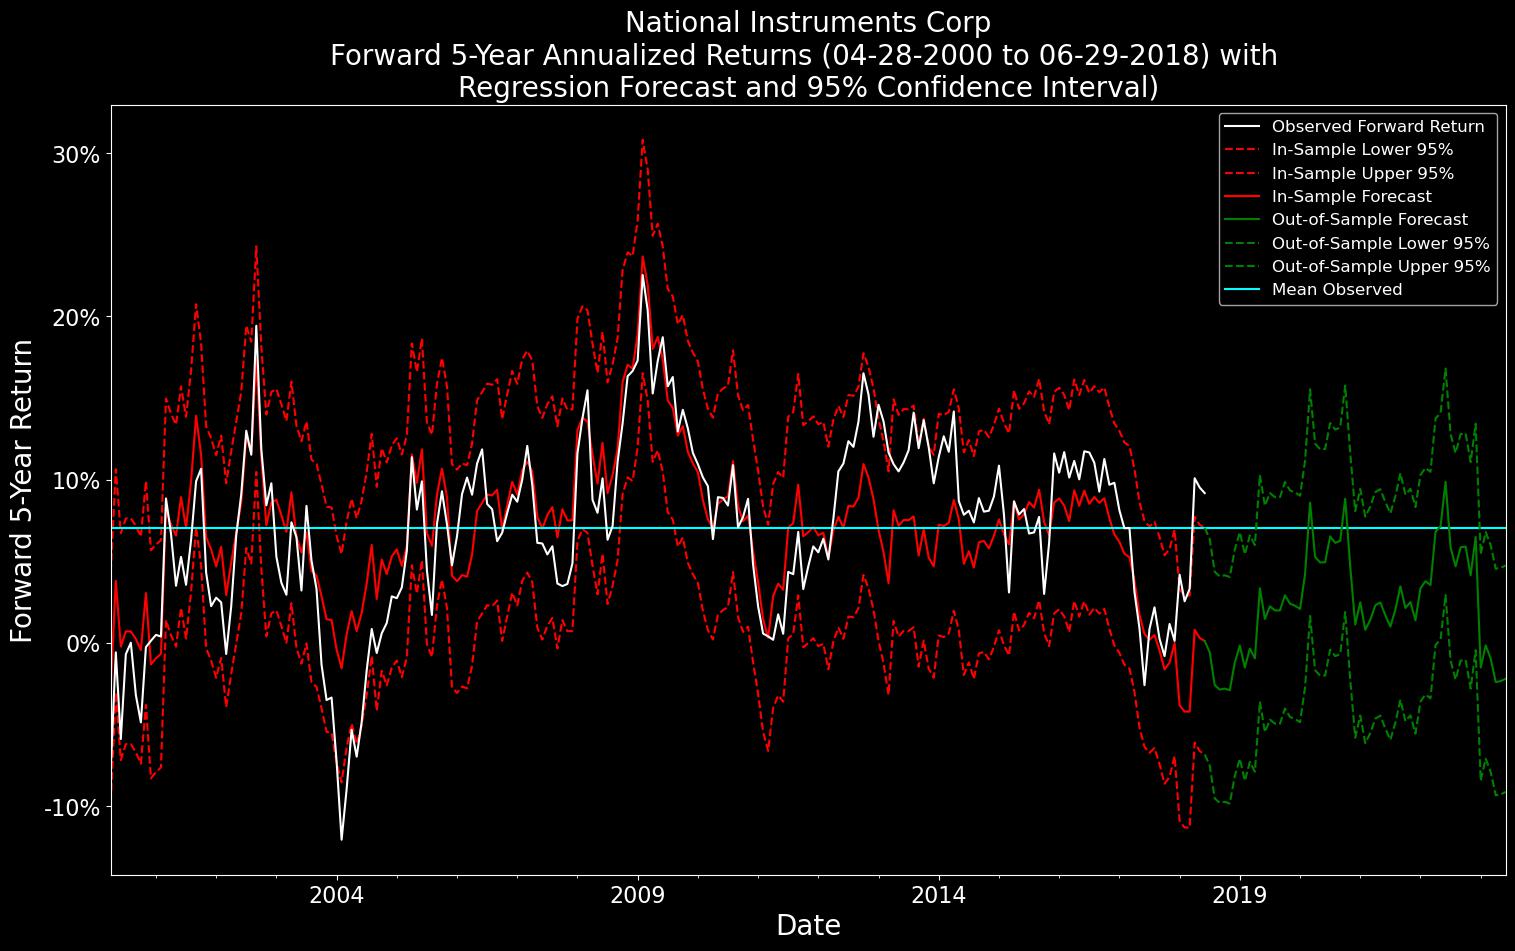 National Instruments Corp
Forward 5-Year Annualized Returns (04-28-2000 to 06-29-2018) with
Regression Forecast and 95% Confidence Interval)
Observed Forward Return
In-Sample Lower 95%
In-Sample Upper 95%
In-Sample Forecast
Out-of-Sample Forecast
Out-of-Sample Lower 95%
Out-of-Sample Upper 95%
Mean Observed
Forward 5-Year Return
30%
20%
10%
0%
-10%
2004
2009
2014
2019
Date